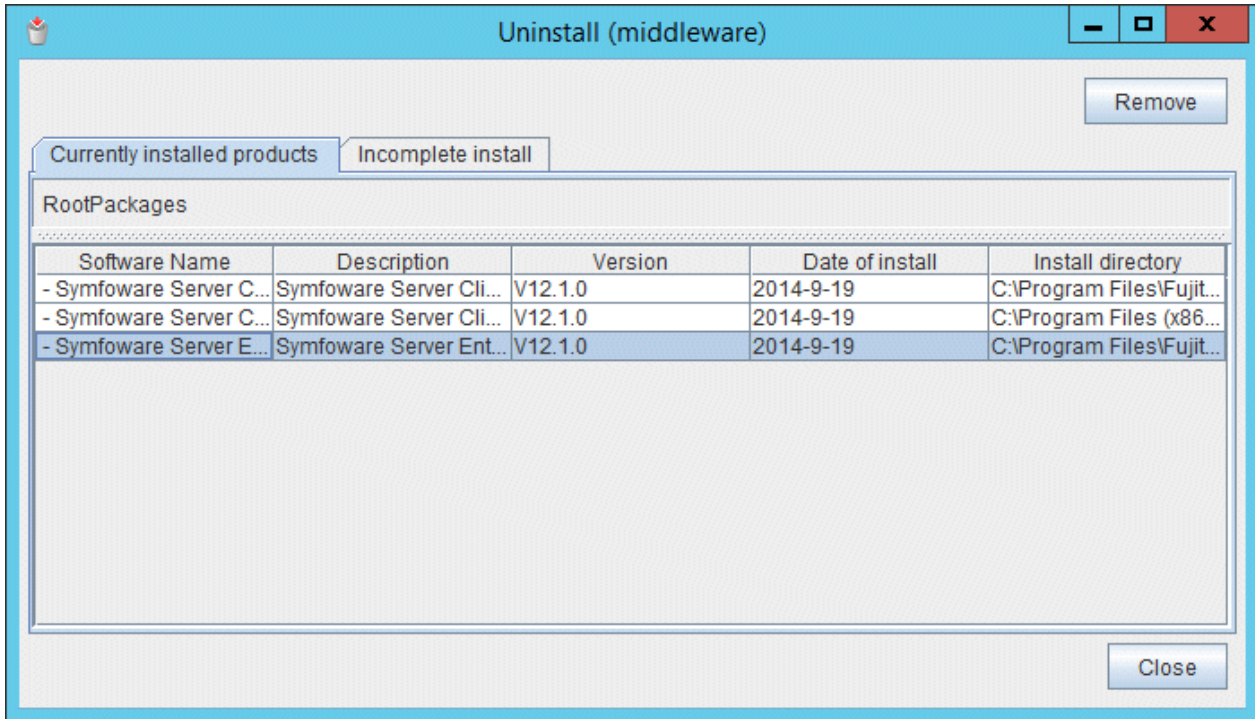 Uninstall (middleware)
Remove
Currently installed products Incomplete install
RootPackages
Software Name Description Version Date of install Install directory
- Symfoware Server C... Symfoware Server Cli... V12.1.0 2014-9-19 C:\Program Files\Fujit...
- Symfoware Server C... Symfoware Server Cli... V12.1.0 2014-9-19 C:\Program Files (x86...
- Symfoware Server E... Symfoware Server Ent... V12.1.0 2014-9-19 C:\Program Files\Fujit...
Close